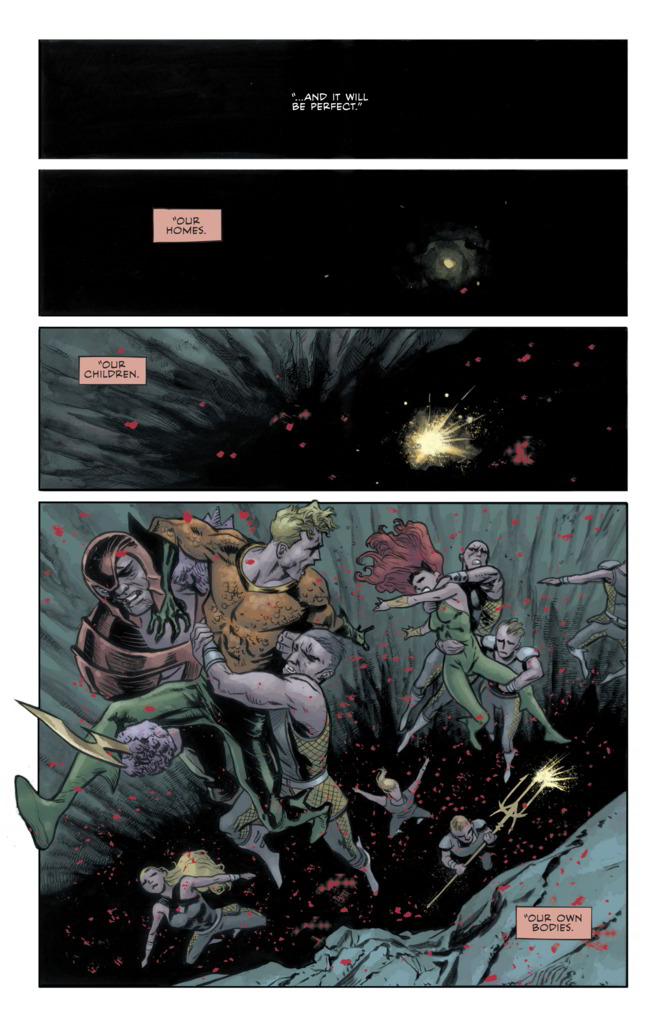 "...AND IT WILL
BE PERFECT."
"OUR
HOMES.
"OUR
CHILDREN.
"OUR OWN
BODIES.